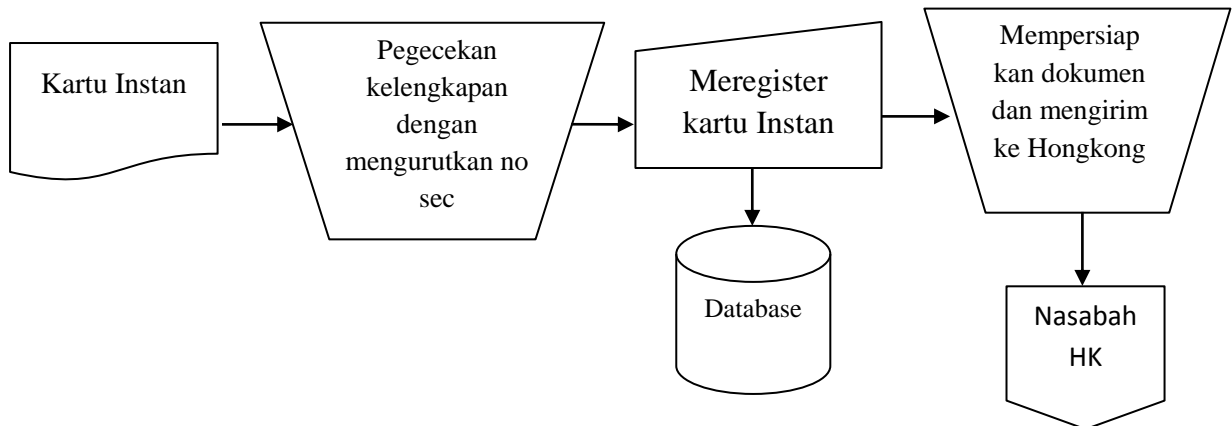 Kartu Instan
Pegecekan
kelengkapan
dengan
mengurutkan no
sec
Meregister
kartu Instan
Mempersiap
kan dokumen
dan mengirim
ke Hongkong
Database
Nasabah
HK